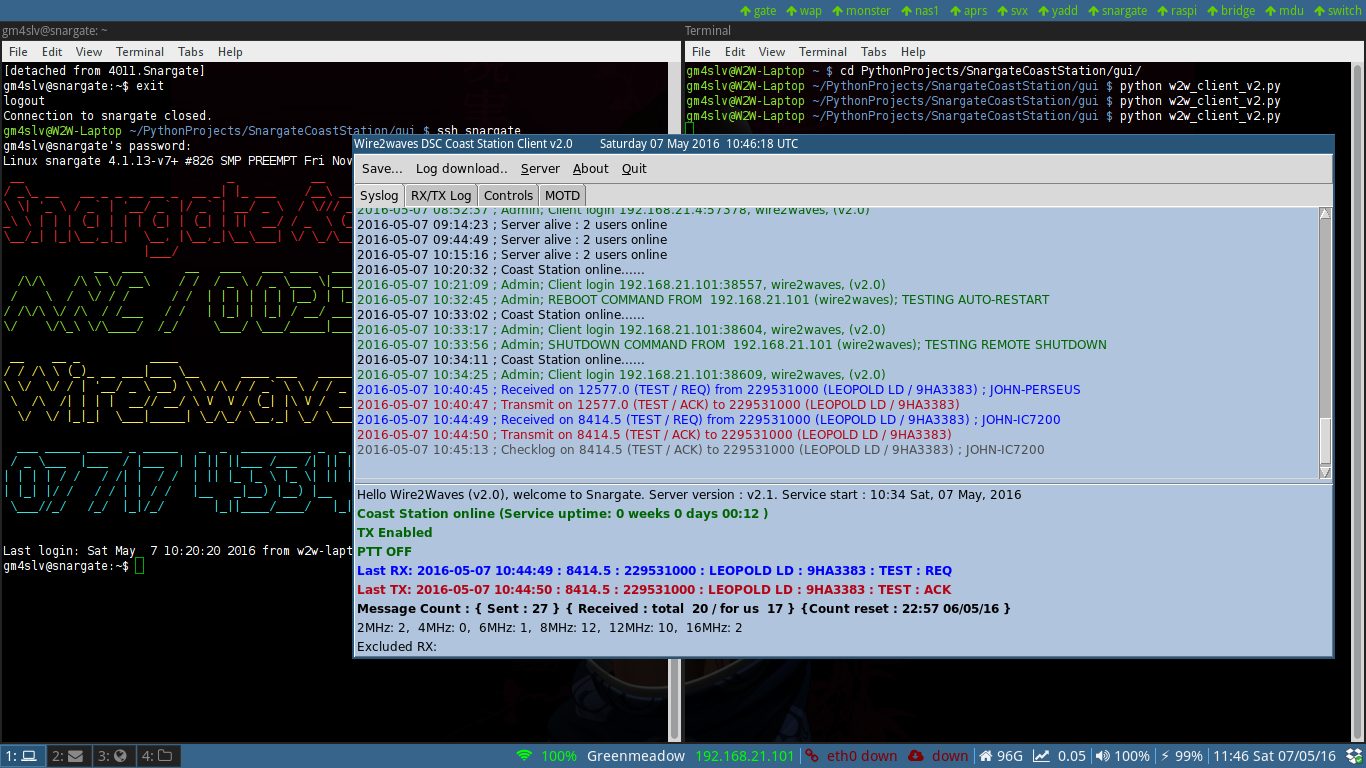 gate wap monster nas1 aprs svx yadd snargate raspi bridge mdu switch
gm4slv@snargate: ~
File Edit View Terminal Tabs Help
[detached from 4011.Snargate]
gm4slv@snargate:~$ exit
logout
Connection to snargate closed.
gm4slv@W2W-Laptop ~/PythonProjects/SnargateCoastStation/gui $ ssh snargate
gm4slv@snargate's password:
Linux snargate 4.1.13-v7+ #826 SMP PREEMPT Fri Nov
Last login: Sat May  7 10:20:20 2016 from w2w-lapt
gm4slv@snargate:~$
Terminal
File Edit View Terminal Tabs Help
gm4slv@W2W-Laptop ~ $ cd PythonProjects/SnargateCoastStation/gui/
gm4slv@W2W-Laptop ~/PythonProjects/SnargateCoastStation/gui $ python w2w_client_v2.py
gm4slv@W2W-Laptop ~/PythonProjects/SnargateCoastStation/gui $ python w2w_client_v2.py
gm4slv@W2W-Laptop ~/PythonProjects/SnargateCoastStation/gui $ python w2w_client_v2.py
Wire2waves DSC Coast Station Client v2.0 Saturday 07 May 2016 10:46:18 UTC
Save... Log download.. Server About Quit
Syslog RX/TX Log Controls MOTD
2016-05-07 08:52:37 ; Admin; Client login 192.168.21.4:57378, wire2waves, (v2.0)
2016-05-07 09:14:23 ; Server alive : 2 users online
2016-05-07 09:44:49 ; Server alive : 2 users online
2016-05-07 10:15:16 ; Server alive : 2 users online
2016-05-07 10:20:32 ; Coast Station online......
2016-05-07 10:21:09 ; Admin; Client login 192.168.21.101:38557, wire2waves, (v2.0)
2016-05-07 10:32:45 ; Admin; REBOOT COMMAND FROM  192.168.21.101 (wire2waves); TESTING AUTO-RESTART
2016-05-07 10:33:02 ; Coast Station online......
2016-05-07 10:33:17 ; Admin; Client login 192.168.21.101:38604, wire2waves, (v2.0)
2016-05-07 10:33:56 ; Admin; SHUTDOWN COMMAND FROM  192.168.21.101 (wire2waves); TESTING REMOTE SHUTDOWN
2016-05-07 10:34:11 ; Coast Station online......
2016-05-07 10:34:25 ; Admin; Client login 192.168.21.101:38609, wire2waves, (v2.0)
2016-05-07 10:40:45 ; Received on 12577.0 (TEST / REQ) from 229531000 (LEOPOLD LD / 9HA3383) ; JOHN-PERSEUS
2016-05-07 10:40:47 ; Transmit on 12577.0 (TEST / ACK) to 229531000 (LEOPOLD LD / 9HA3383)
2016-05-07 10:44:49 ; Received on 8414.5 (TEST / REQ) from 229531000 (LEOPOLD LD / 9HA3383) ; JOHN-IC7200
2016-05-07 10:44:50 ; Transmit on 8414.5 (TEST / ACK) to 229531000 (LEOPOLD LD / 9HA3383)
2016-05-07 10:45:13 ; Checklog on 8414.5 (TEST / ACK) to 229531000 (LEOPOLD LD / 9HA3383) ; JOHN-IC7200
Hello Wire2Waves (v2.0), welcome to Snargate. Server version : v2.1. Service start : 10:34 Sat, 07 May, 2016
Coast Station online (Service uptime: 0 weeks 0 days 00:12 )
TX Enabled
PTT OFF
Last RX: 2016-05-07 10:44:49 : 8414.5 : 229531000 : LEOPOLD LD : 9HA3383 : TEST : REQ
Last TX: 2016-05-07 10:44:50 : 8414.5 : 229531000 : LEOPOLD LD : 9HA3383 : TEST : ACK
Message Count : { Sent : 27 } { Received : total  20 / for us  17 } {Count reset : 22:57 06/05/16 }
2MHz: 2,  4MHz: 0,  6MHz: 1,  8MHz: 12,  12MHz: 10,  16MHz: 2
Excluded RX:
1: 2: 3: 4: 100% Greenmeadow 192.168.21.101 eth0 down down 96G 0.05 100% 99% 11:46 Sat 07/05/16